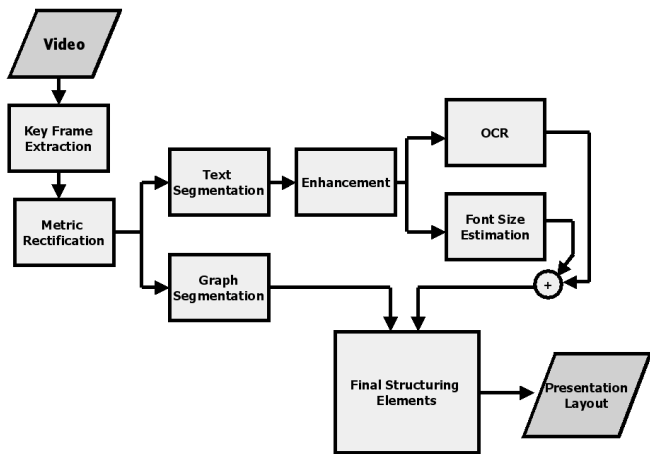 Video
Key Frame
Extraction
Metric
Rectification
Text
Segmentation
Enhancement
OCR
Font Size
Estimation
Graph
Segmentation
+
Final Structuring
Elements
Presentation
Layout